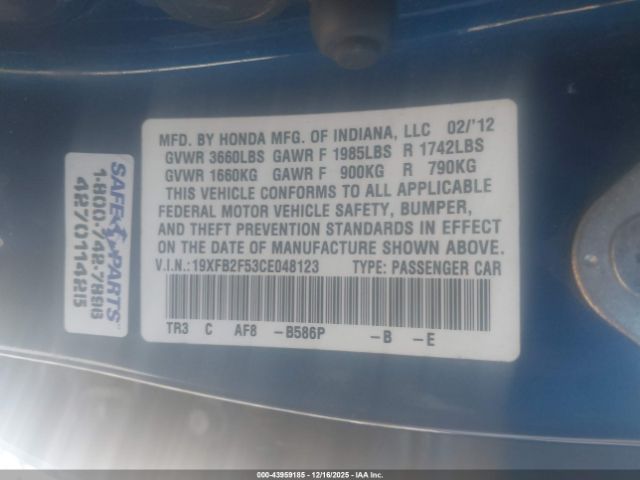 MFD. BY HONDA MFG. OF INDIANA, LLC 02/'12
GVWR 3660LBS GAWR F 1985LBS R 1742LBS
GVWR 1660KG GAWR F 900KG R 790KG
THIS VEHICLE CONFORMS TO ALL APPLICABLE
FEDERAL MOTOR VEHICLE SAFETY, BUMPER,
AND THEFT PREVENTION STANDARDS IN EFFECT
ON THE DATE OF MANUFACTURE SHOWN ABOVE.
V.I.N.:19XFB2F53CE048123 TYPE: PASSENGER CAR
TR3 C AF8 -B586P -B -E
SAFE PARTS
1-800-742-7898
4270114225
000-43959185 - 12/16/2025 - IAA Inc.